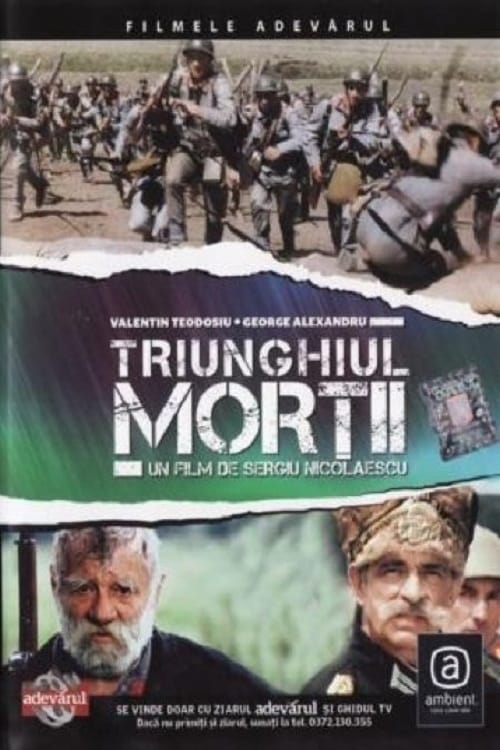 FILMELE ADEVĂRUL
VALENTIN TEODOSIU • GEORGE ALEXANDRU
TRIUNGHIUL
MORȚII
UN FILM DE SERGIU NICOLAESCU
adevărul
SE VINDE DOAR CU ZIARUL adevărul ȘI GHIDUL TV
Dacă nu primiți și ziarul, sunați la tel. 0372.130.355
a
ambient.